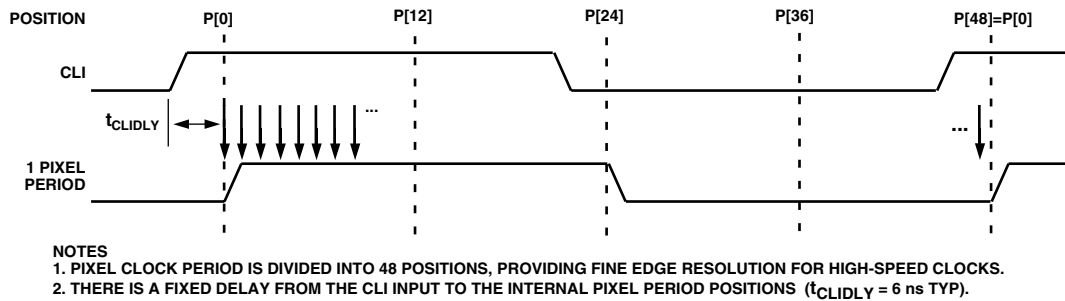 POSITION P[0] P[12] P[24] P[36] P[48]=P[0]
CLI
tCLIDLY ... ...
1 PIXEL
PERIOD
NOTES
1. PIXEL CLOCK PERIOD IS DIVIDED INTO 48 POSITIONS, PROVIDING FINE EDGE RESOLUTION FOR HIGH-SPEED CLOCKS.
2. THERE IS A FIXED DELAY FROM THE CLI INPUT TO THE INTERNAL PIXEL PERIOD POSITIONS (tCLIDLY = 6 ns TYP).